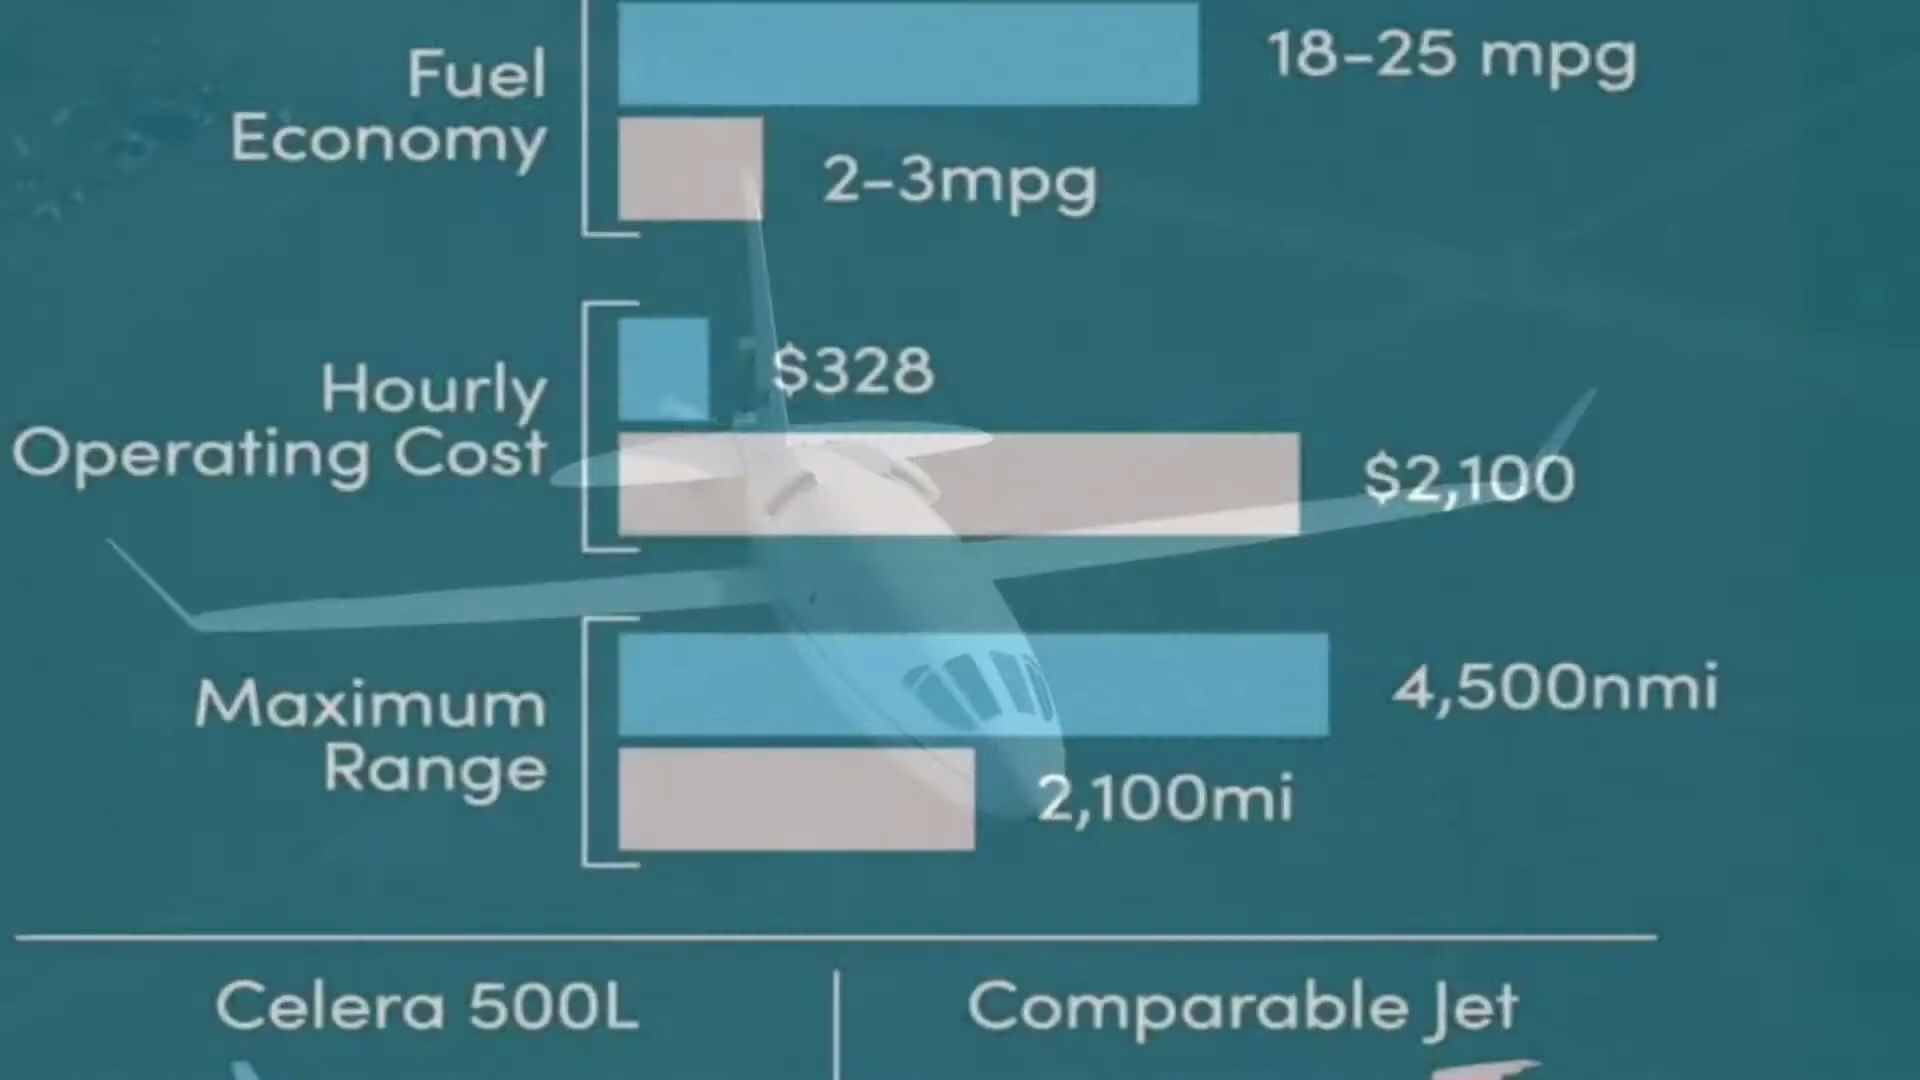 Fuel
Economy
18-25 mpg
2-3mpg
Hourly
Operating Cost
$328
$2,100
Maximum
Range
4,500nmi
2,100mi
Celera 500L
Comparable Jet